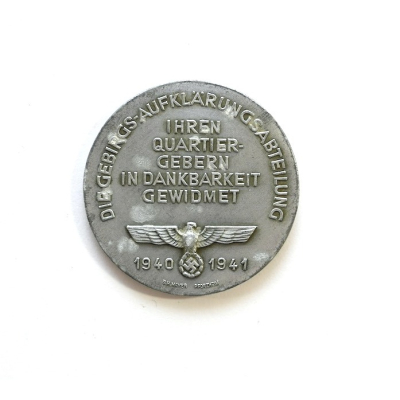 DIE GEBIRGS-AUFKLÄRUNGSABTEILUNG
IHREN
QUARTIER-
GEBERN
IN DANKBARKEIT
GEWIDMET
1940 1941